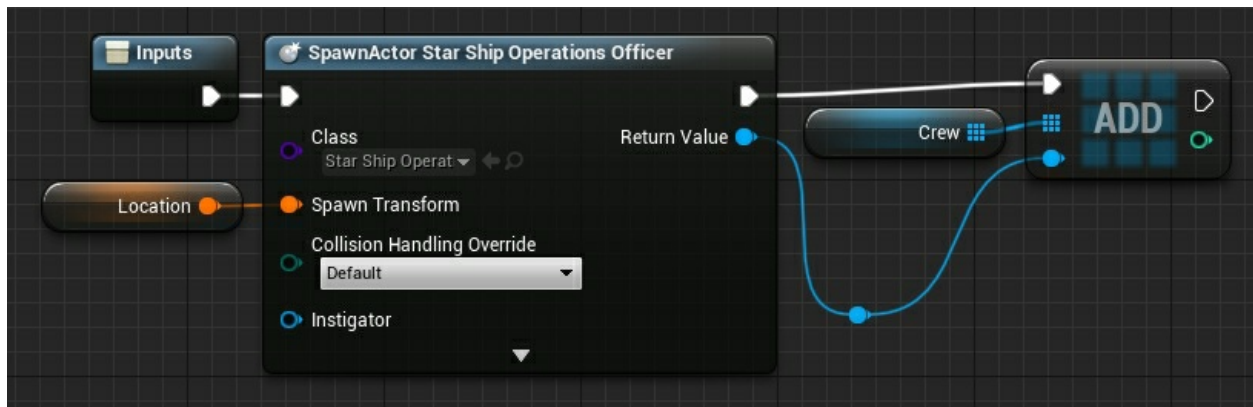 Inputs
SpawnActor Star Ship Operations Officer
Class
Star Ship Operat
Return Value
Crew
ADD
Location
Spawn Transform
Collision Handling Override
Default
Instigator